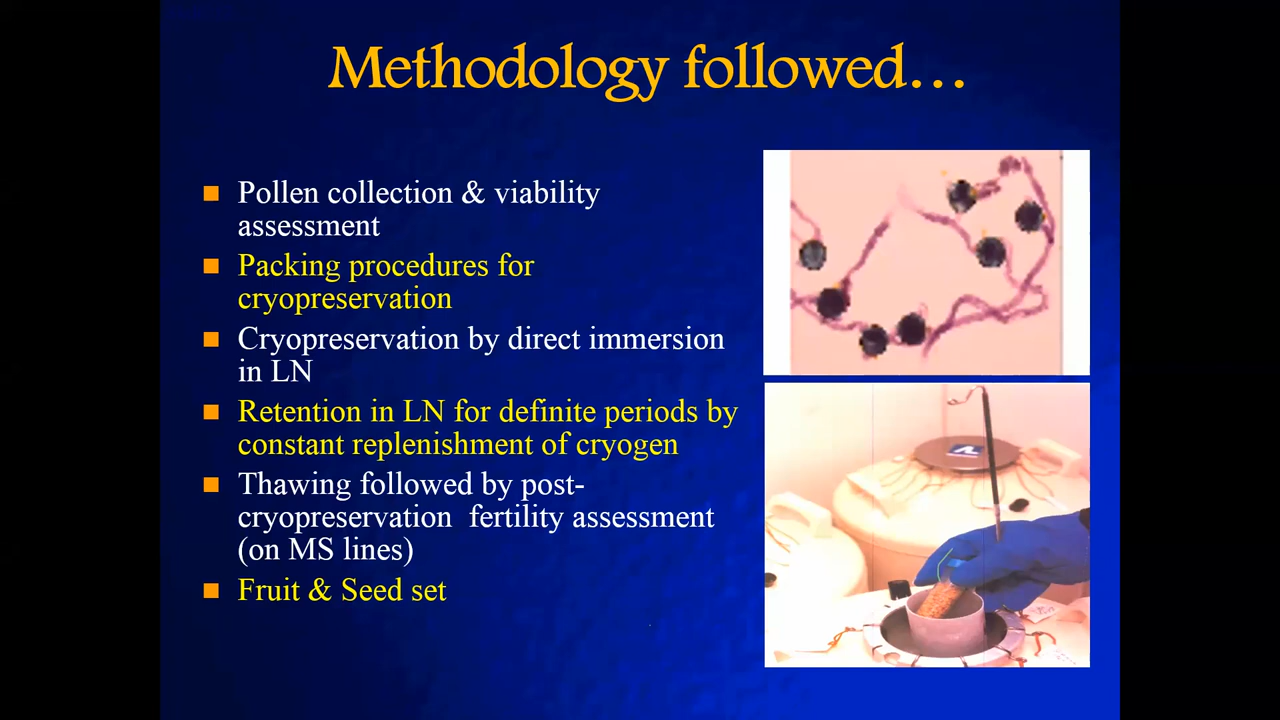 Methodology followed...
Pollen collection & viability
assessment
Packing procedures for
cryopreservation
Cryopreservation by direct immersion
in LN
Retention in LN for definite periods by
constant replenishment of cryogen
Thawing followed by post-
cryopreservation fertility assessment
(on MS lines)
Fruit & Seed set